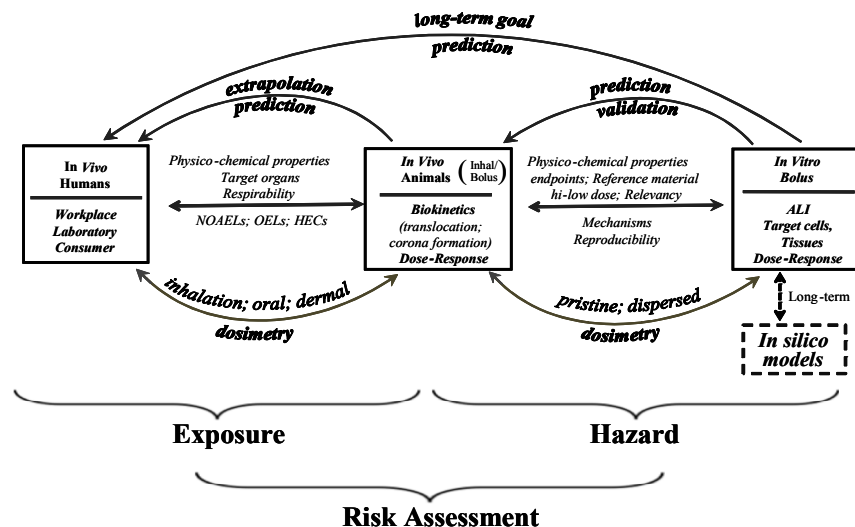 long-term goal
prediction
extrapolation
prediction
prediction
validation
In Vivo
Humans
Workplace
Laboratory
Consumer
Physico-chemical properties
Target organs
Respirability
NOAELs; OELs; HECs
In Vivo
Animals (Inhal/
Bolus)
Biokinetics
(translocation;
corona formation)
Dose-Response
Physico-chemical properties
endpoints; Reference material
hi-low dose; Relevancy
Mechanisms
Reproducibility
In Vitro
Bolus
ALI
Target cells,
Tissues
Dose-Response
inhalation; oral; dermal
dosimetry
pristine; dispersed
dosimetry
Long-term
In silico
models
Exposure
Hazard
Risk Assessment